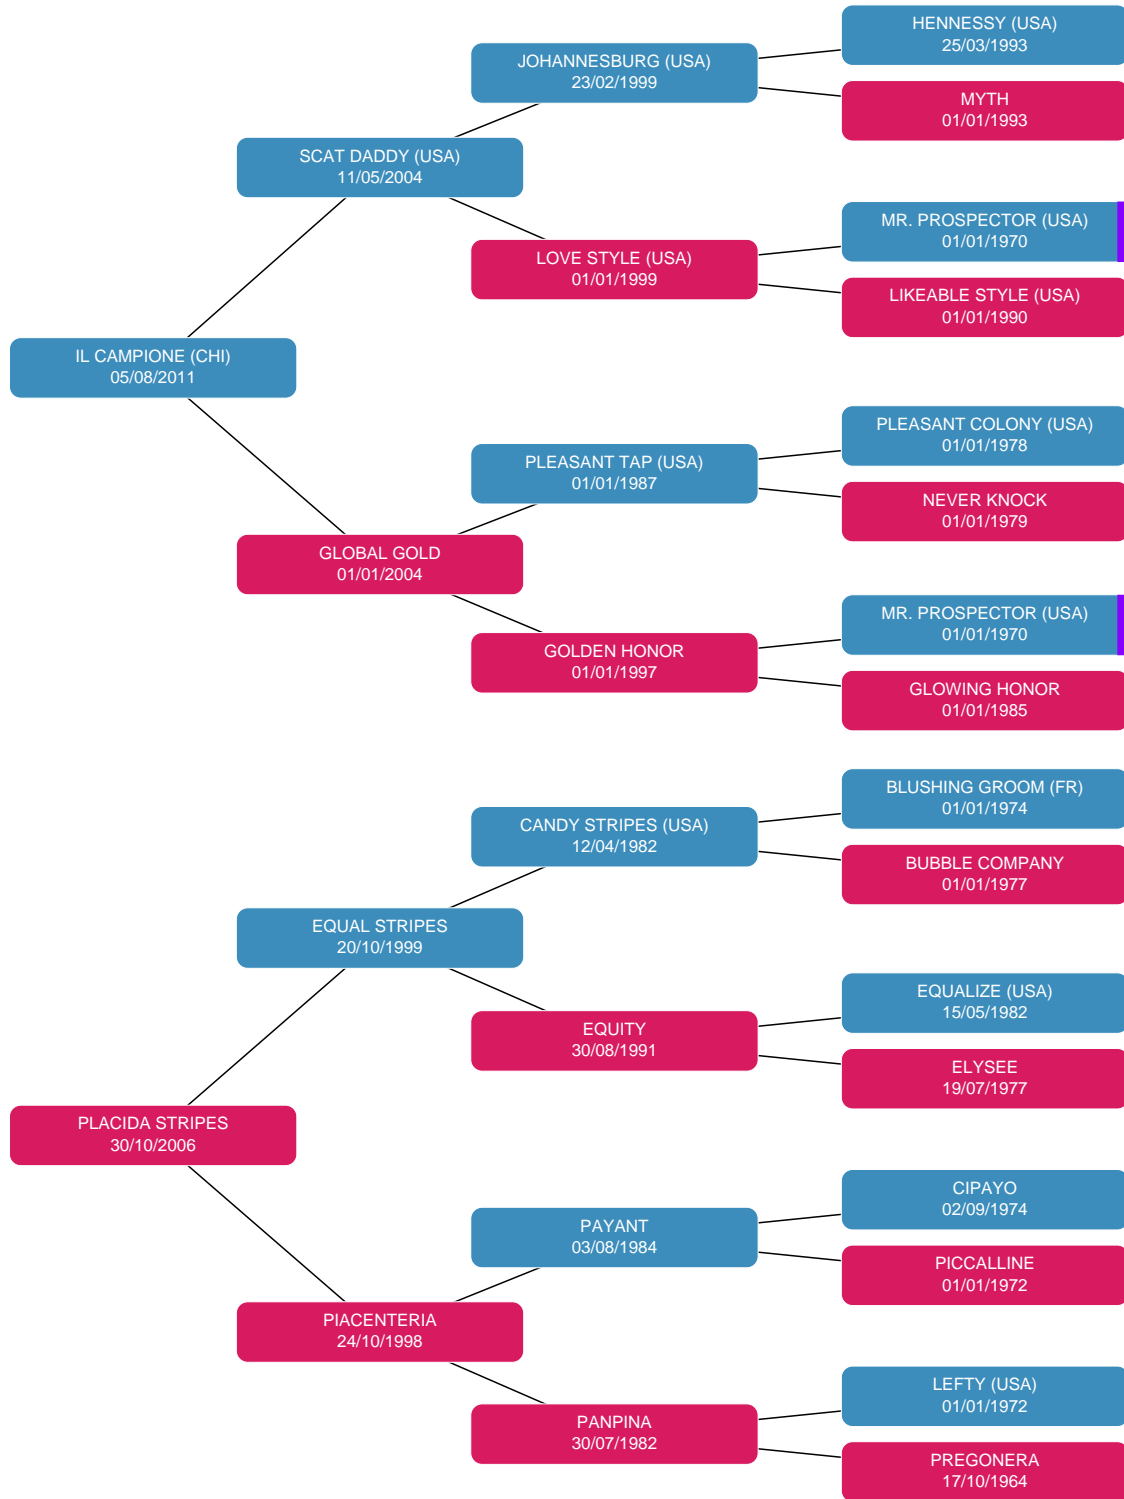 HENNESSY (USA)
25/03/1993
JOHANNESBURG (USA)
23/02/1999
MYTH
01/01/1993
SCAT DADDY (USA)
11/05/2004
MR. PROSPECTOR (USA)
01/01/1970
LOVE STYLE (USA)
01/01/1999
LIKEABLE STYLE (USA)
01/01/1990
IL CAMPIONE (CHI)
05/08/2011
PLEASANT COLONY (USA)
01/01/1978
PLEASANT TAP (USA)
01/01/1987
NEVER KNOCK
01/01/1979
GLOBAL GOLD
01/01/2004
MR. PROSPECTOR (USA)
01/01/1970
GOLDEN HONOR
01/01/1997
GLOWING HONOR
01/01/1985
BLUSHING GROOM (FR)
01/01/1974
CANDY STRIPES (USA)
12/04/1982
BUBBLE COMPANY
01/01/1977
EQUAL STRIPES
20/10/1999
EQUALIZE (USA)
15/05/1982
EQUITY
30/08/1991
ELYSEE
19/07/1977
PLACIDA STRIPES
30/10/2006
CIPAYO
02/09/1974
PAYANT
03/08/1984
PICCALLINE
01/01/1972
PIACENTERIA
24/10/1998
LEFTY (USA)
01/01/1972
PANPINA
30/07/1982
PREGONERA
17/10/1964